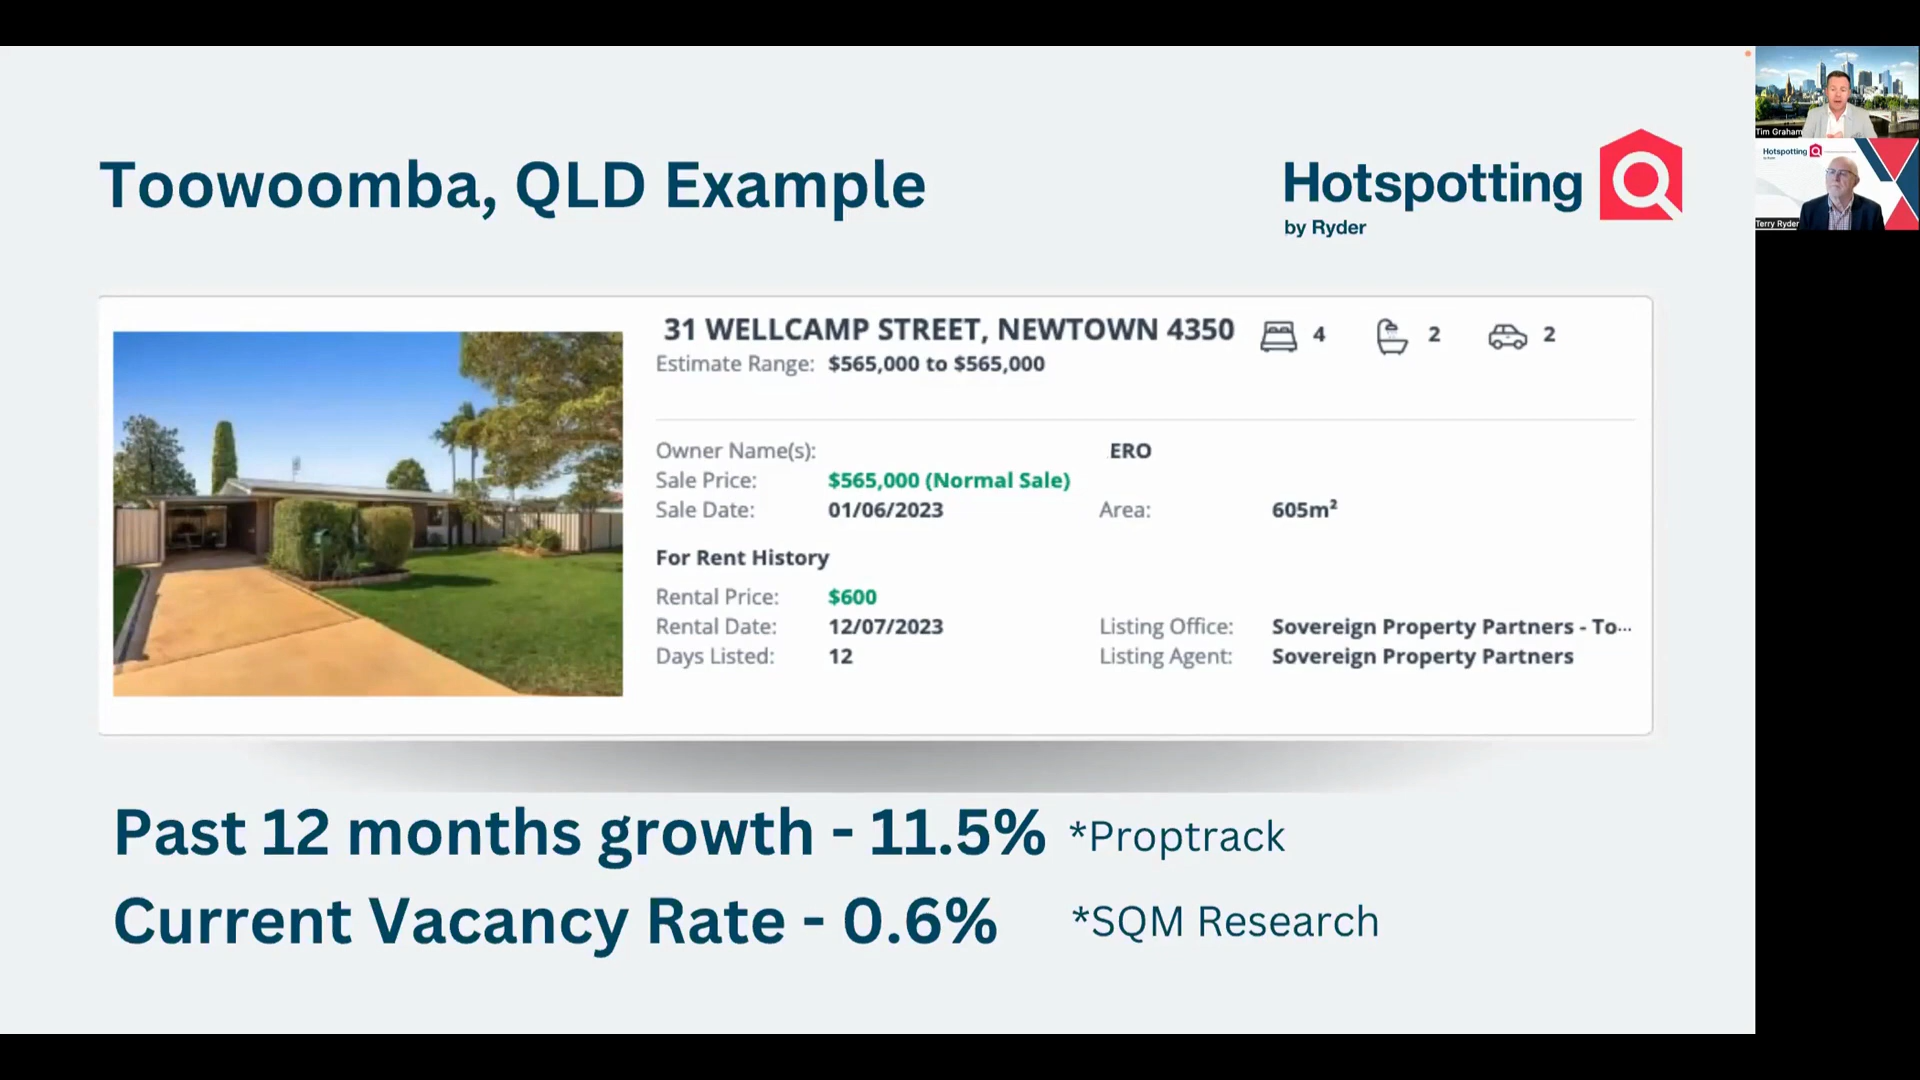 Toowoomba, QLD Example
Hotspotting
by Ryder
31 WELLCAMP STREET, NEWTOWN 4350 4 2 2
Estimate Range: $565,000 to $565,000
Owner Name(s): ERO
Sale Price: $565,000 (Normal Sale)
Sale Date: 01/06/2023 Area: 605m²
For Rent History
Rental Price: $600
Rental Date: 12/07/2023 Listing Office: Sovereign Property Partners - To...
Days Listed: 12 Listing Agent: Sovereign Property Partners
Past 12 months growth - 11.5% *Proptrack
Current Vacancy Rate - 0.6% *SQM Research
Tim Graham
Hotspotting
Terry Ryder